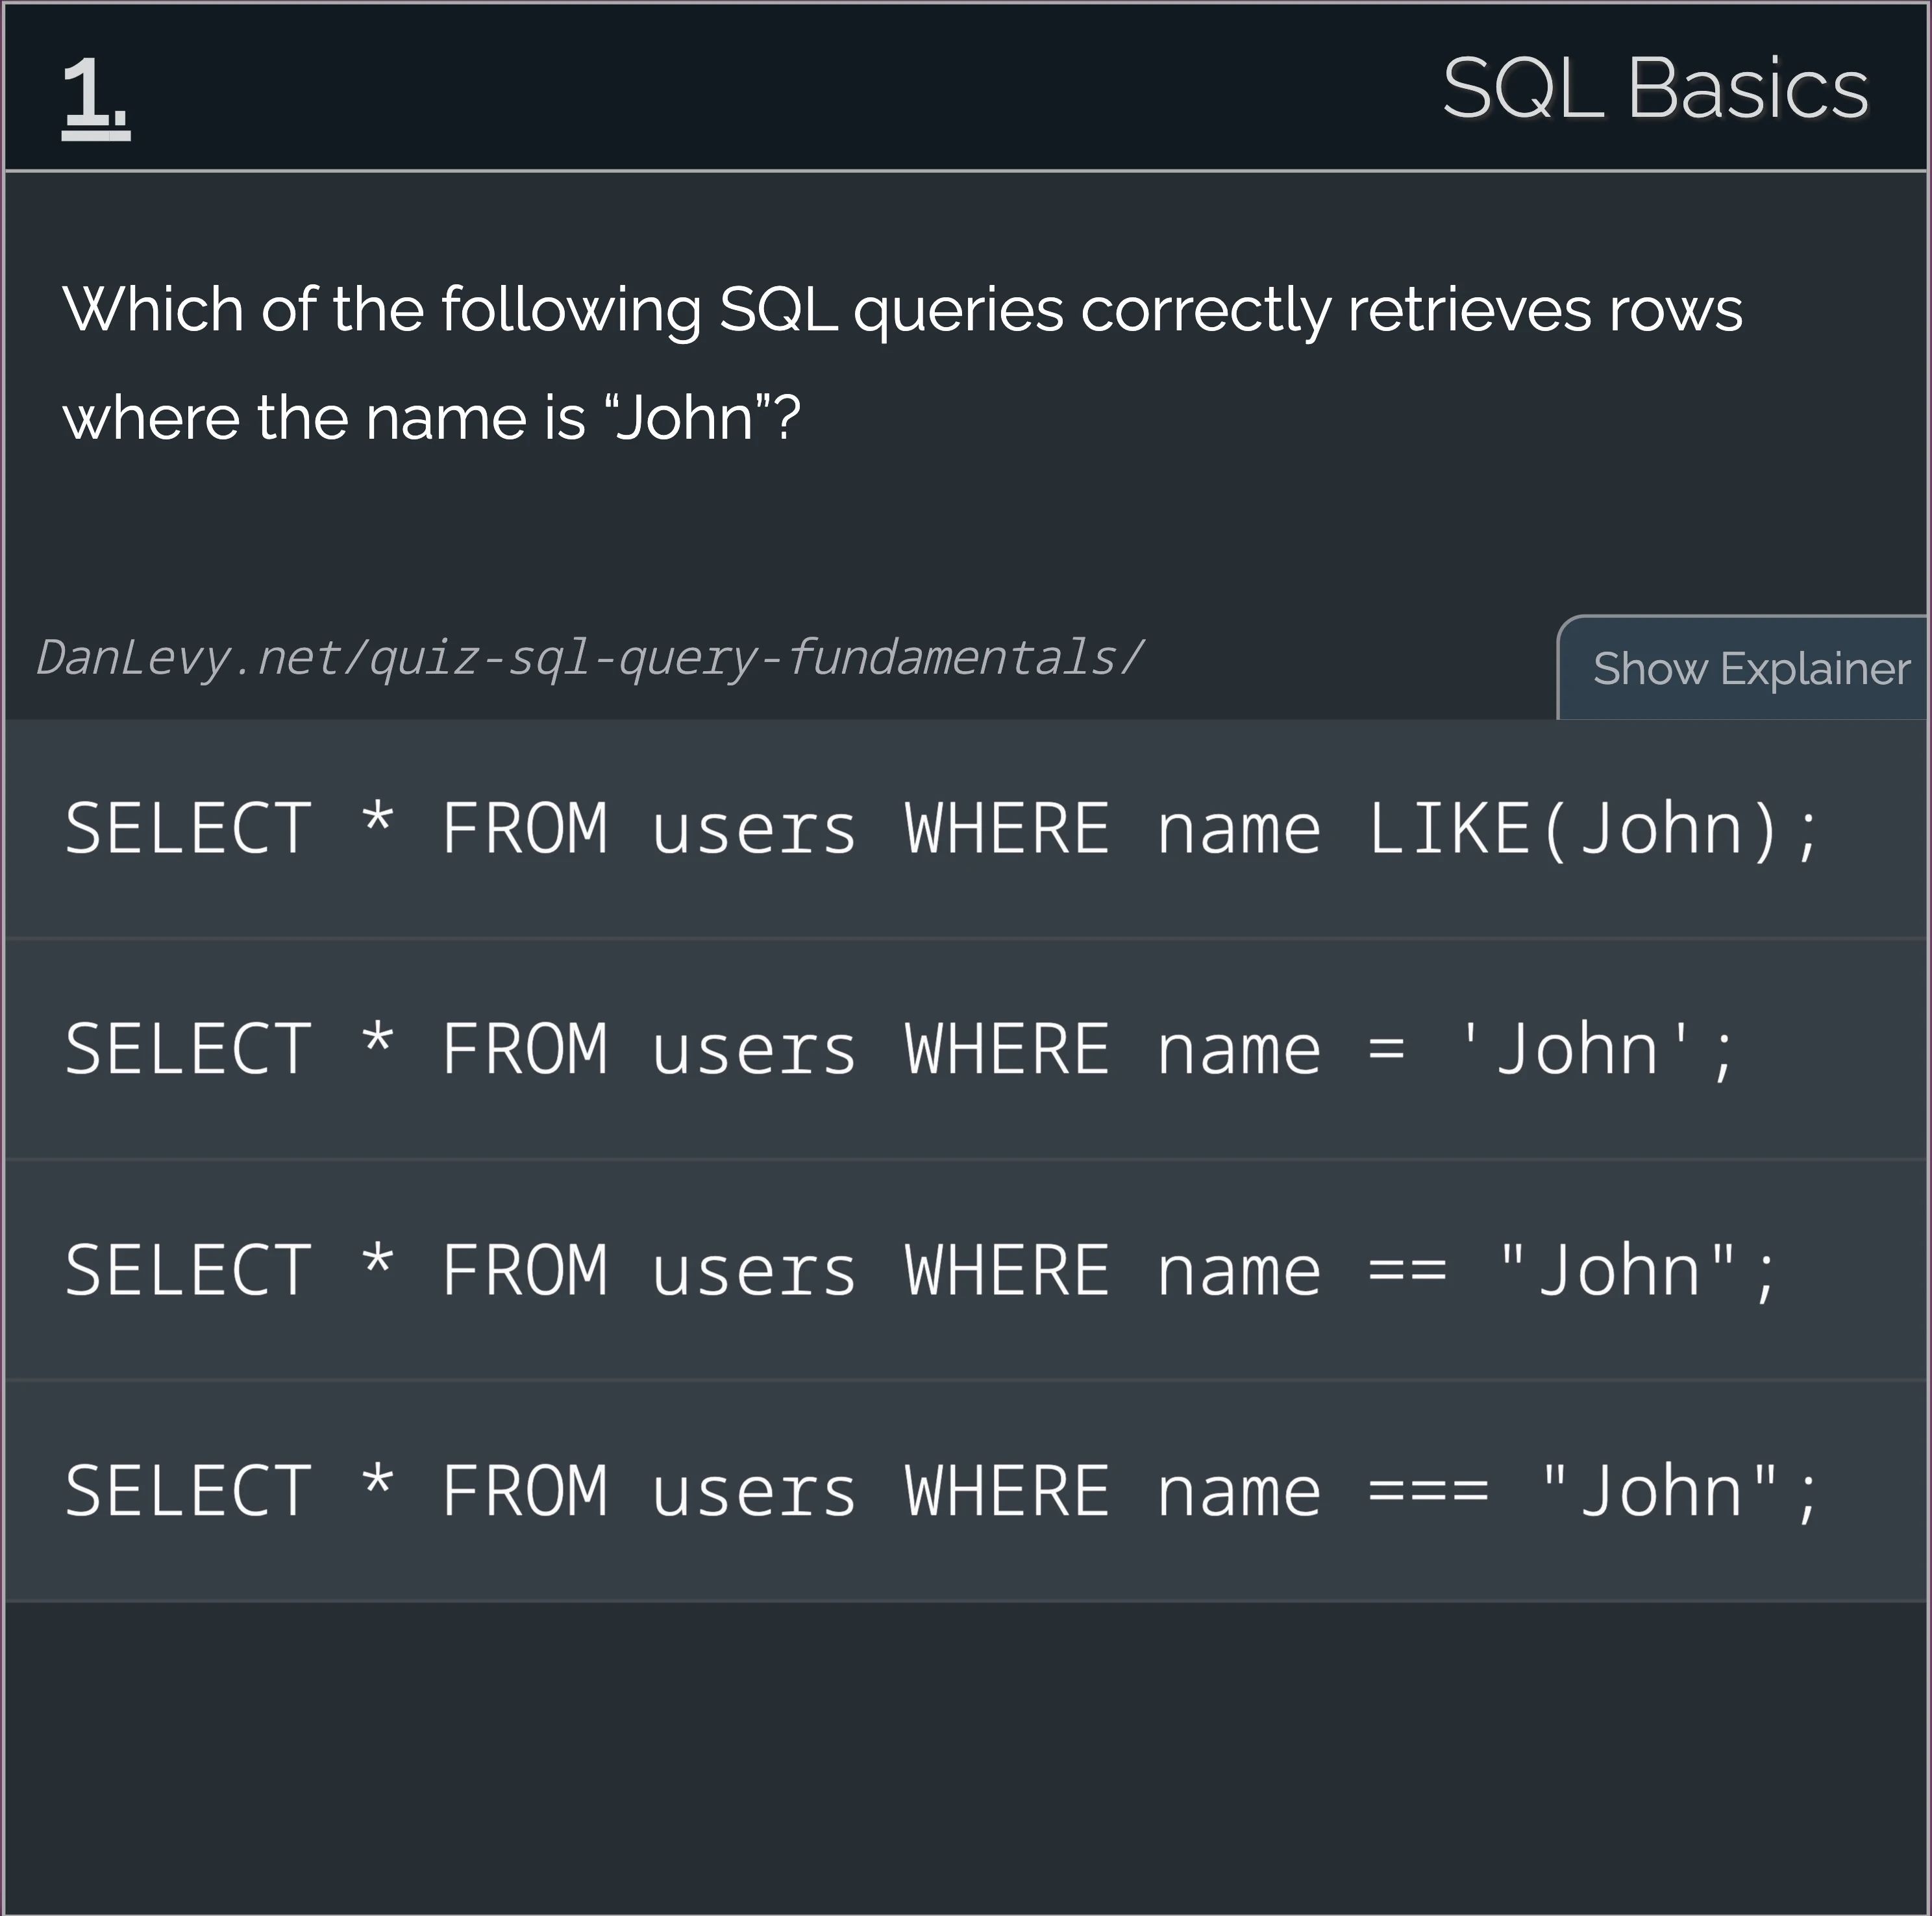 1.
SQL Basics
Which of the following SQL queries correctly retrieves rows
where the name is “John”?
DanLevy.net/quiz-sql-query-fundamentals/
Show Explainer
SELECT * FROM users WHERE name LIKE(John);
SELECT * FROM users WHERE name = 'John';
SELECT * FROM users WHERE name == "John";
SELECT * FROM users WHERE name === "John";